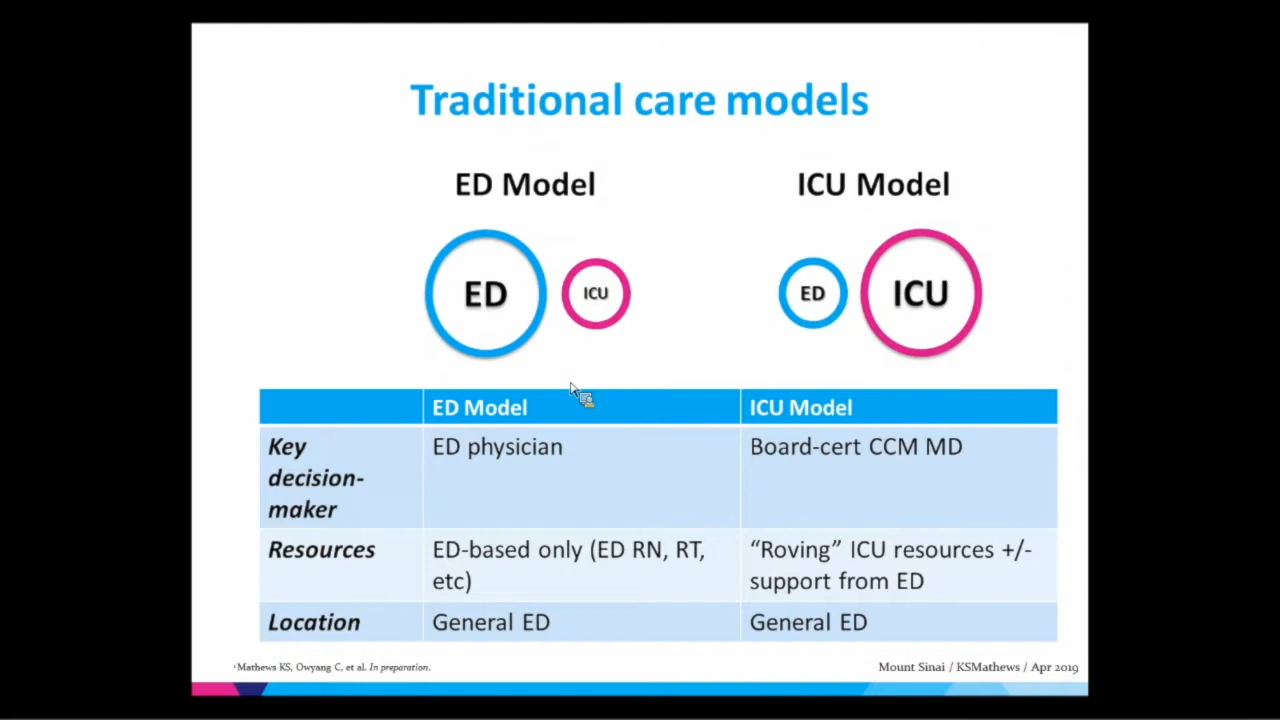 Traditional care models
ED Model
ICU Model
ED
ICU
ED
ICU
ED Model
ICU Model
Key
decision-
maker
ED physician
Board-cert CCM MD
Resources
ED-based only (ED RN, RT,
etc)
“Roving” ICU resources +/-
support from ED
Location
General ED
General ED
¹Mathews KS, Owyang C, et al. In preparation.
Mount Sinai / KSMathews / Apr 2019